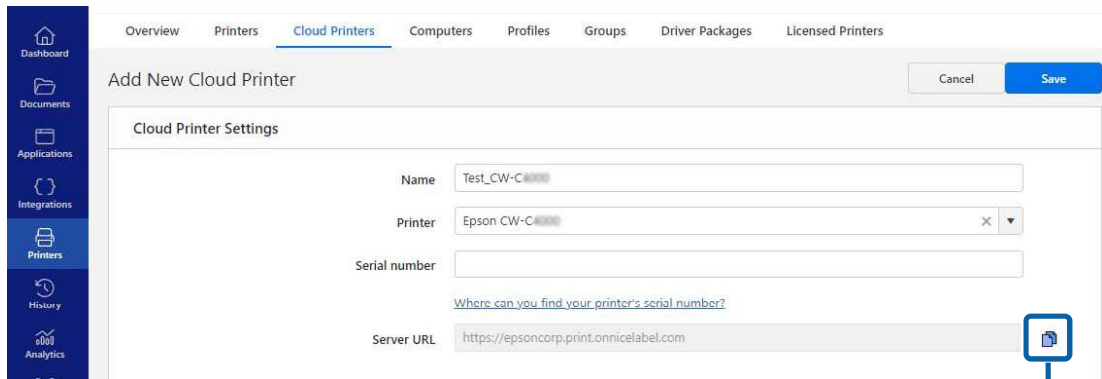 Overview Printers Cloud Printers Computers Profiles Groups Driver Packages Licensed Printers
Dashboard
Add New Cloud Printer Cancel Save
Documents
Cloud Printer Settings
Applications
Name Test_CW-C
Integrations
Printer Epson CW-C
Printers
Serial number
Where can you find your printer's serial number?
History
Server URL https://epsoncorp.print.onnicelabel.com
Analytics